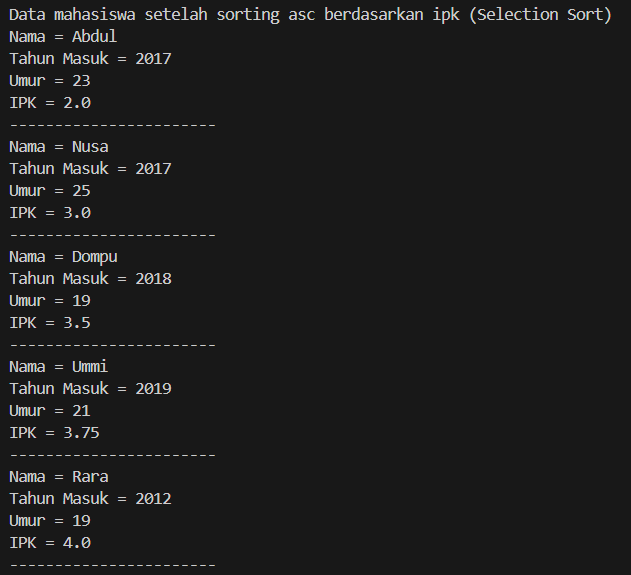 Data mahasiswa setelah sorting asc berdasarkan ipk (Selection Sort)
Nama = Abdul
Tahun Masuk = 2017
Umur = 23
IPK = 2.0
-----------------------
Nama = Nusa
Tahun Masuk = 2017
Umur = 25
IPK = 3.0
-----------------------
Nama = Dompu
Tahun Masuk = 2018
Umur = 19
IPK = 3.5
-----------------------
Nama = Ummi
Tahun Masuk = 2019
Umur = 21
IPK = 3.75
-----------------------
Nama = Rara
Tahun Masuk = 2012
Umur = 19
IPK = 4.0
-----------------------